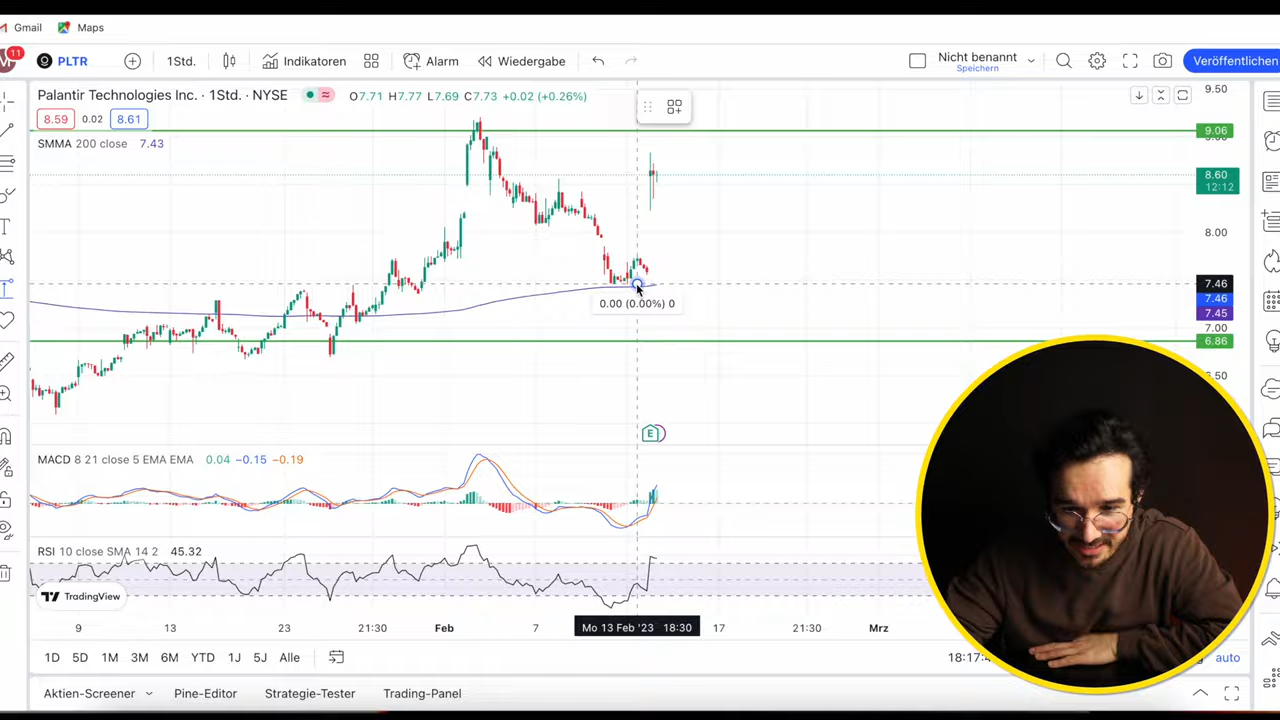 Gmail Maps
11 PLTR 1Std. Indikatoren Alarm Wiedergabe Nicht benannt Speichern Veröffentlichen
Palantir Technologies Inc. · 1Std. · NYSE O7.71 H7.77 L7.69 C7.73 +0.02 (+0.26%)
8.59 0.02 8.61
SMMA 200 close 7.43
9.50
9.06
8.60
12:12
8.00
7.46
7.46
7.45
7.00
6.86
0.00 (0.00%) 0
E
MACD 8 21 close 5 EMA EMA 0.04 −0.15 −0.19
RSI 10 close SMA 14 2 45.32
TradingView
9 13 23 21:30 Feb 7 Mo 13 Feb '23 18:30 17 21:30 Mrz
1D 5D 1M 3M 6M YTD 1J 5J Alle auto
Aktien-Screener Pine-Editor Strategie-Tester Trading-Panel